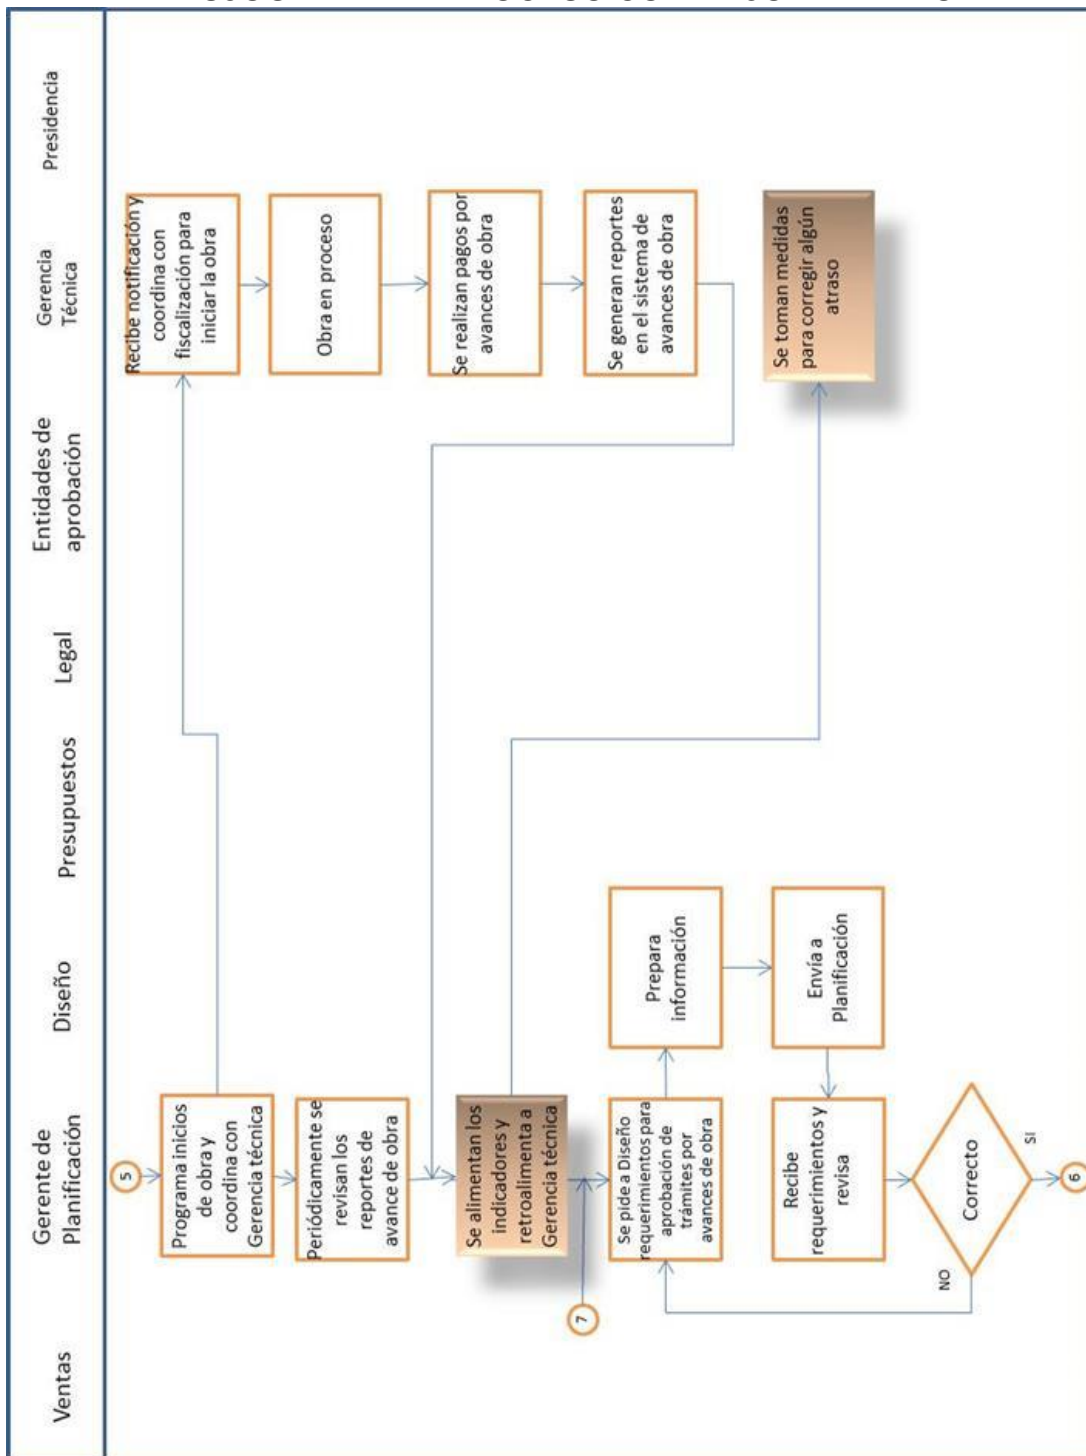 Ventas
Gerente de
Planificación
Diseño
Presupuestos
Legal
Entidades de
aprobación
Gerencia
Técnica
Presidencia
5
Programa inicios
de obra y
coordina con
Gerencia técnica
Recibe notificación y
coordina con
fiscalización para
iniciar la obra
Obra en proceso
Se realizan pagos por
avances de obra
Se generan reportes
en el sistema de
avances de obra
Periódicamente se
revisan los
reportes de
avance de obra
Se alimentan los
indicadores y
retroalimenta a
Gerencia técnica
Se toman medidas
para corregir algún
atraso
7
Se pide a Diseño
requerimientos para
aprobación de
trámites por
avances de obra
Prepara
información
Envía a
Planificación
Recibe
requerimientos y
revisa
Correcto
NO
SI
6